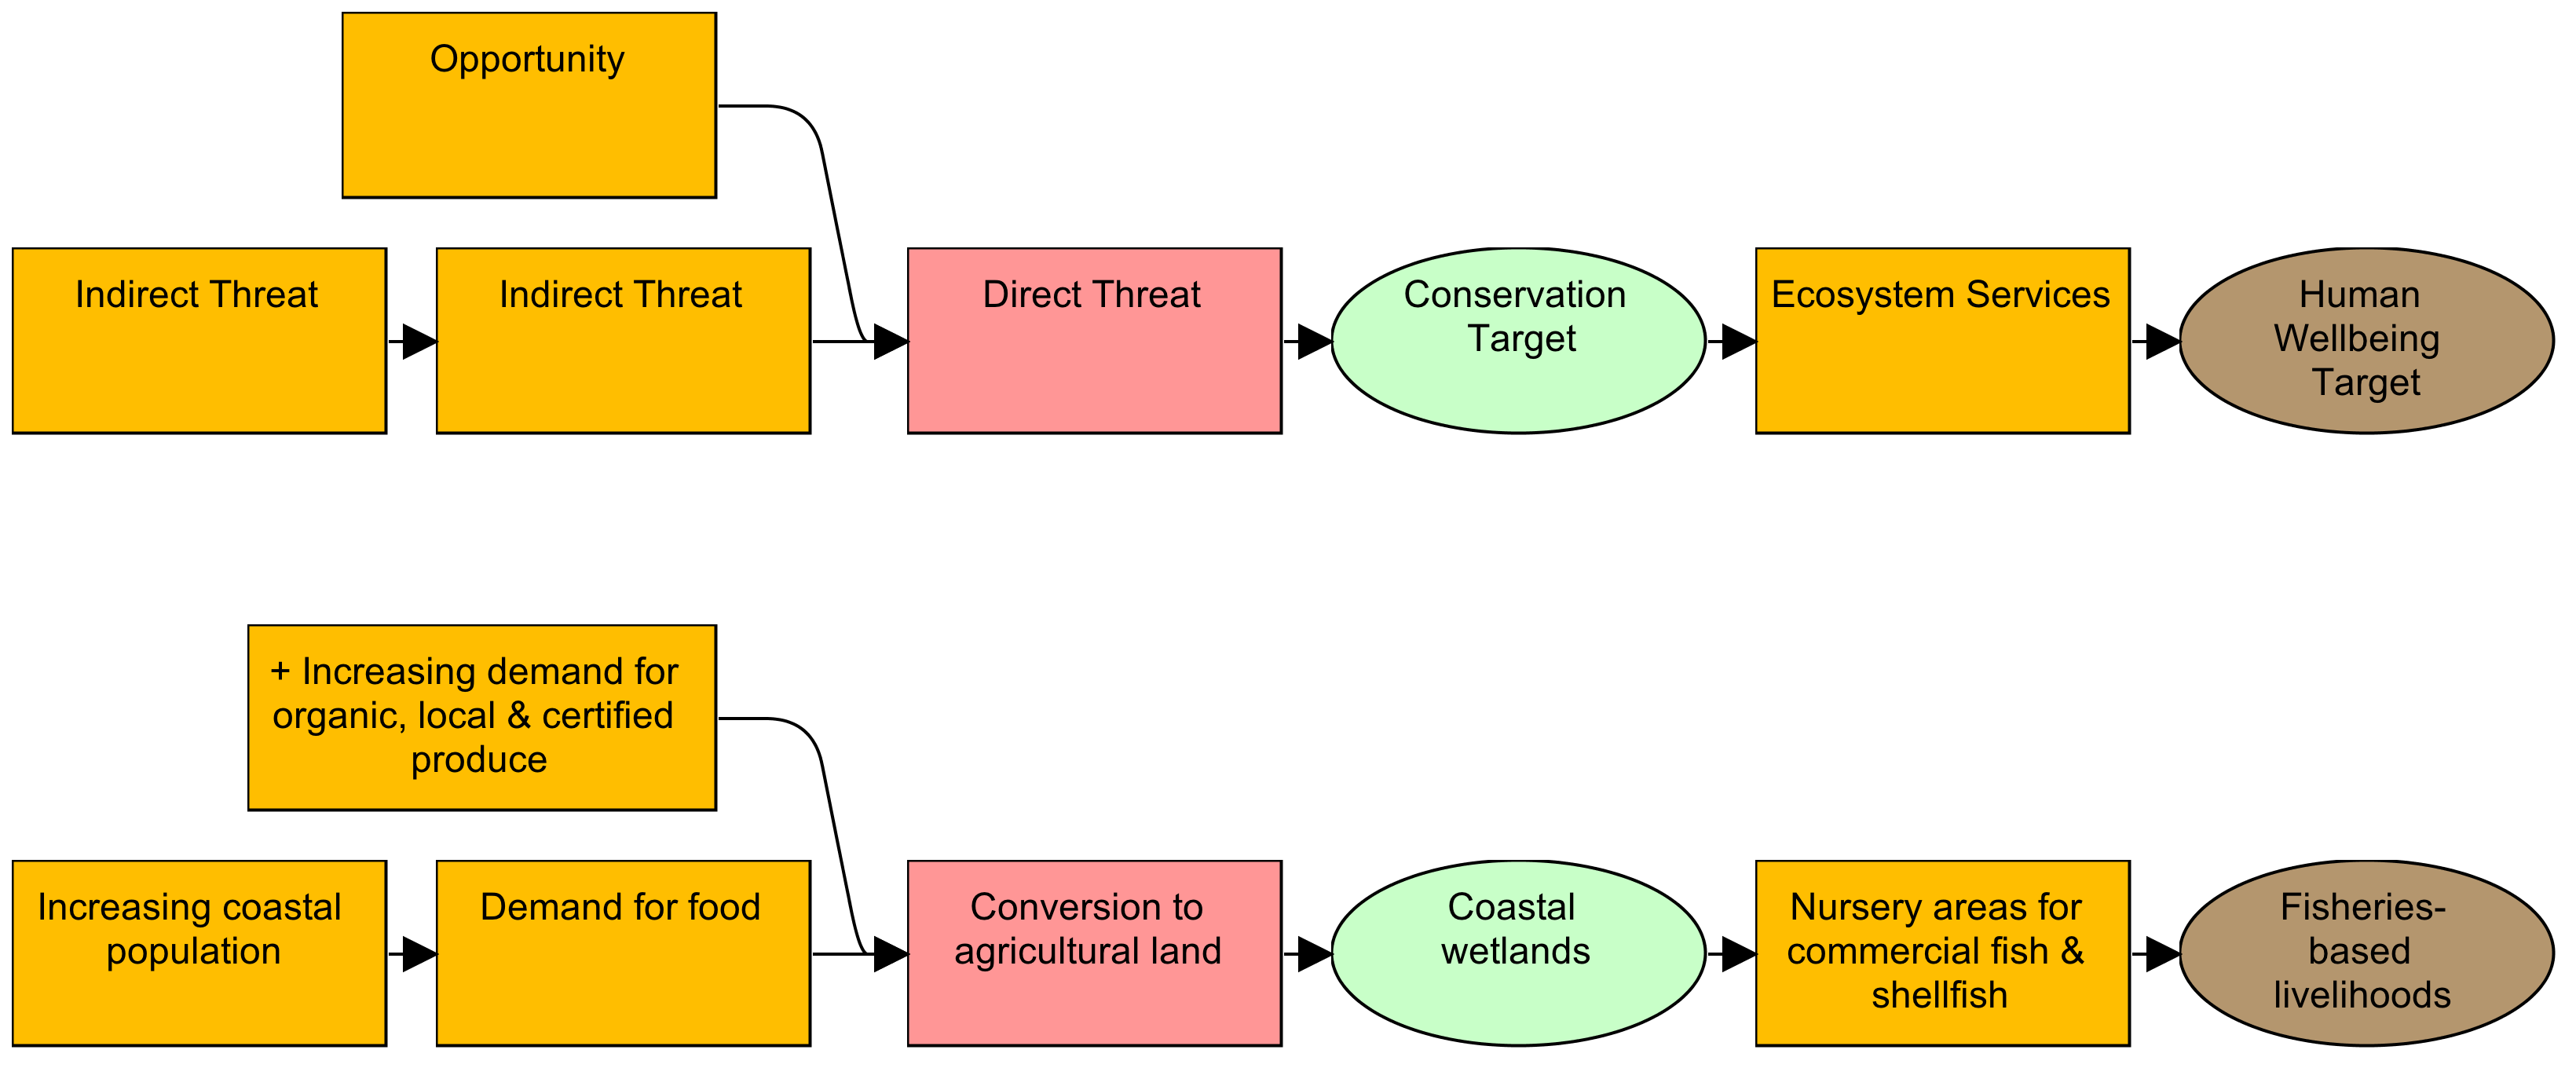 Opportunity
Indirect Threat
Indirect Threat
Direct Threat
Conservation
Target
Ecosystem Services
Human
Wellbeing
Target
+ Increasing demand for
organic, local & certified
produce
Increasing coastal
population
Demand for food
Conversion to
agricultural land
Coastal
wetlands
Nursery areas for
commercial fish &
shellfish
Fisheries-
based
livelihoods